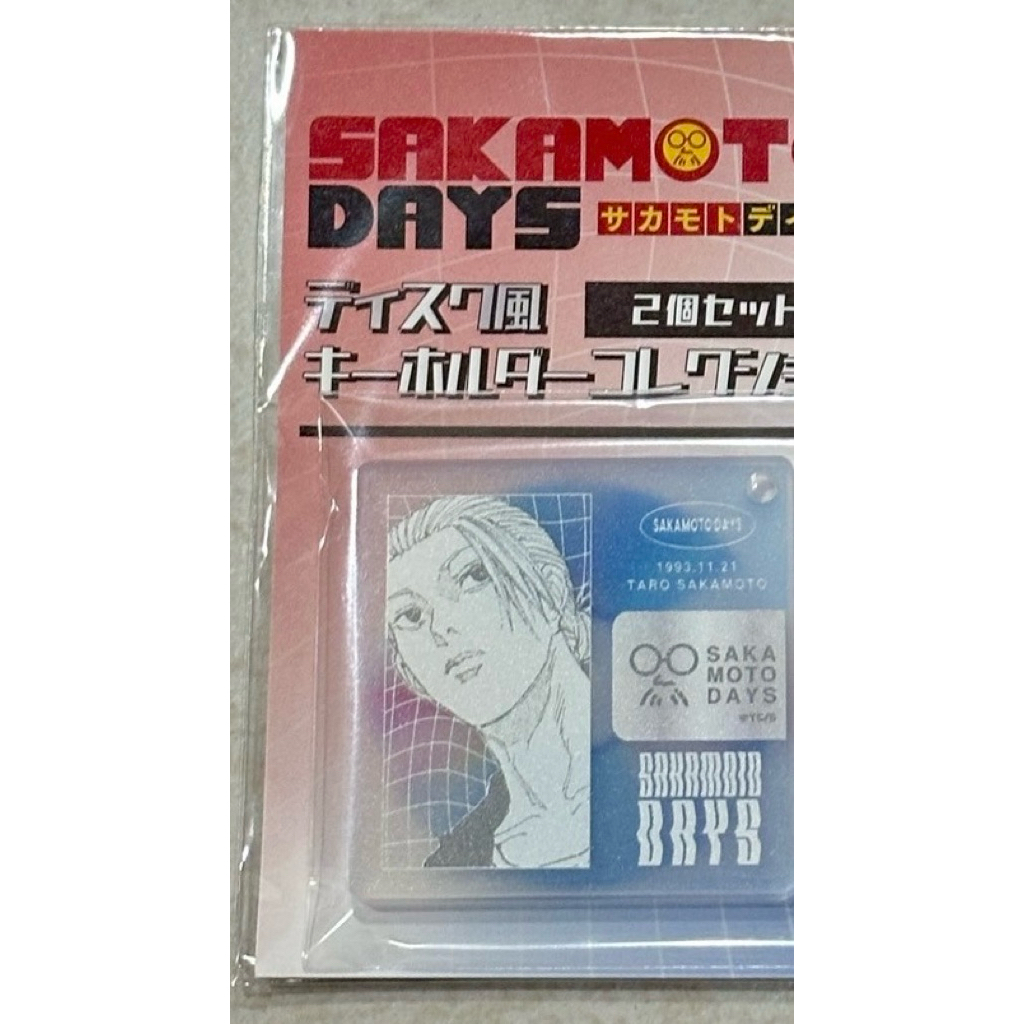 SAKAMOT
DAYS
サカモトデ
ディスク風
2個セット
キーホルダーコレクショ
SAKAMOTO DAYS
1993.11.21
TARO SAKAMOTO
SAKA
MOTO
DAYS
SAKAMOTO
DAYS